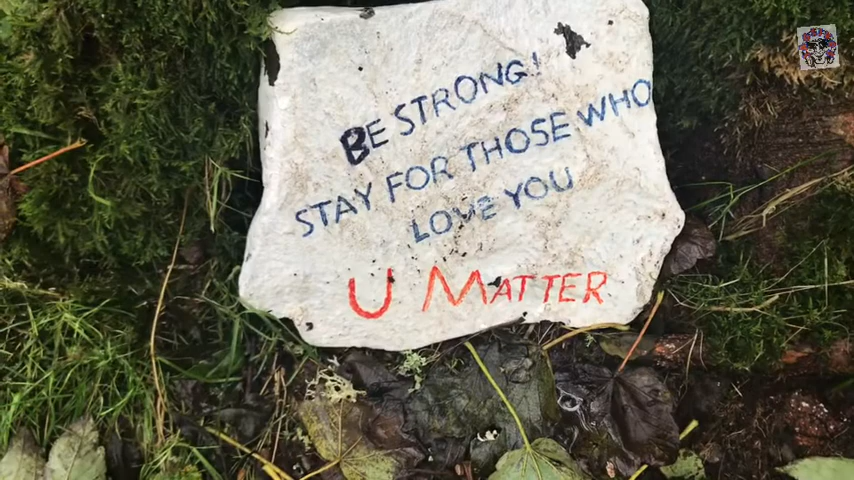 BE STRONG!
STAY FOR THOSE WHO
LOVE YOU
U MATTER